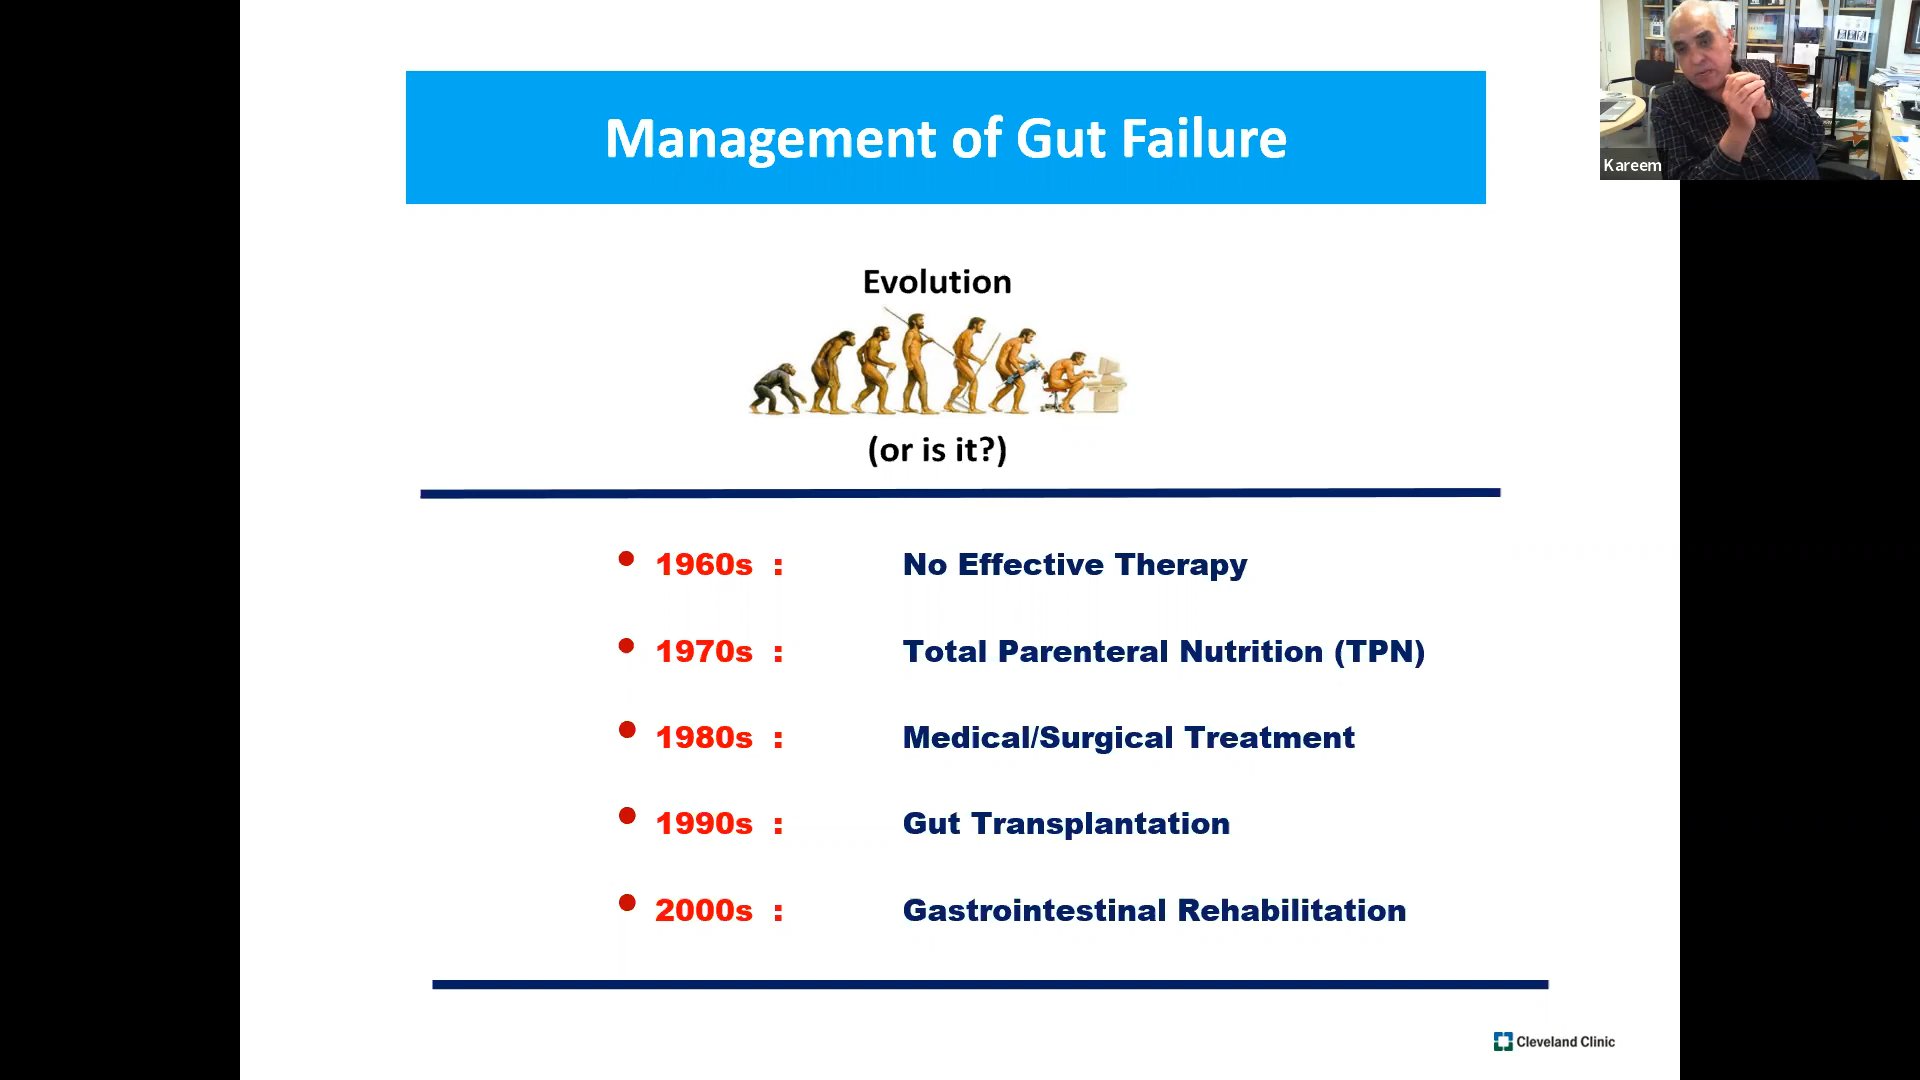 Management of Gut Failure
Kareem
Evolution
(or is it?)
• 1960s : No Effective Therapy
• 1970s : Total Parenteral Nutrition (TPN)
• 1980s : Medical/Surgical Treatment
• 1990s : Gut Transplantation
• 2000s : Gastrointestinal Rehabilitation
Cleveland Clinic